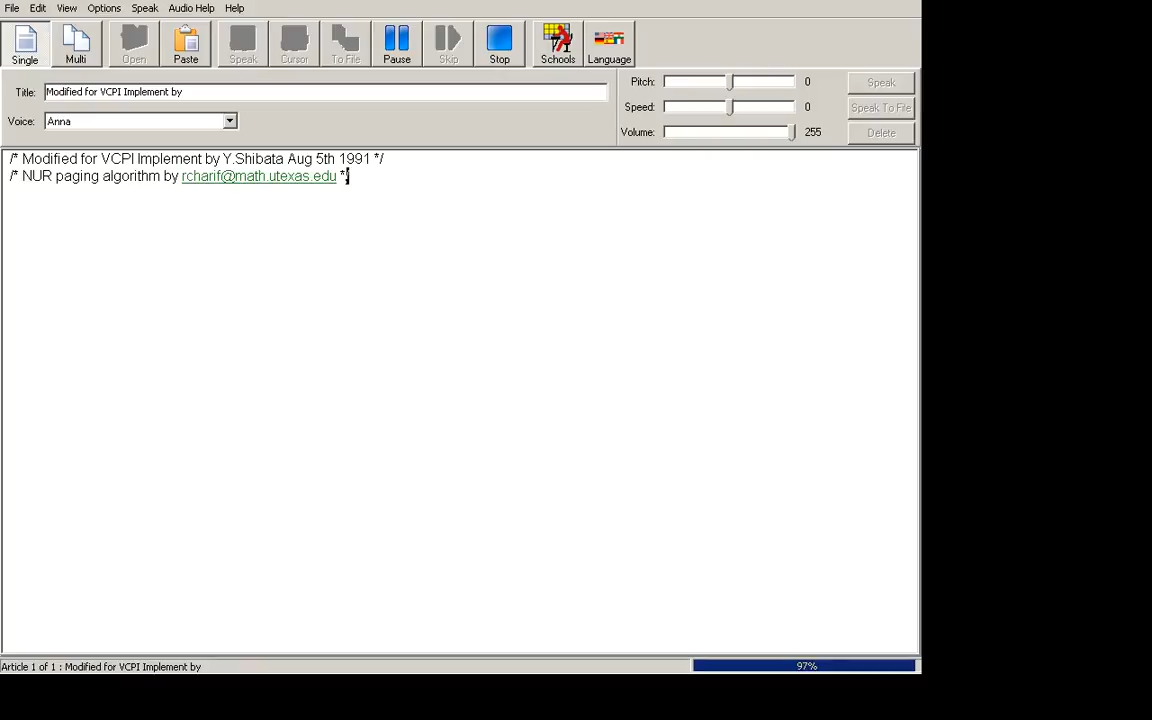 File Edit View Options Speak Audio Help Help
Single Multi Open Paste Speak Cursor To File Pause Skip Stop Schools Language
Title: Modified for VCPI Implement by
Voice: Anna
Pitch: 0 Speak
Speed: 0 Speak To File
Volume: 255 Delete
/* Modified for VCPI Implement by Y.Shibata Aug 5th 1991 */
/* NUR paging algorithm by rcharif@math.utexas.edu */
Article 1 of 1 : Modified for VCPI Implement by 97%